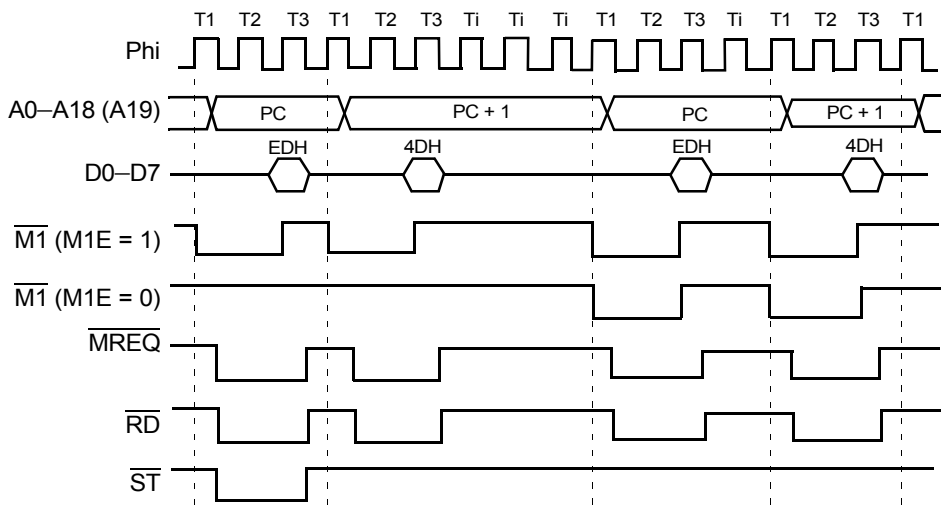 T1 T2 T3 T1 T2 T3 Ti Ti Ti T1 T2 T3 Ti T1 T2 T3 T1
Phi
A0–A18 (A19) PC PC + 1 PC PC + 1
EDH 4DH EDH 4DH
D0–D7
M1 (M1E = 1)
M1 (M1E = 0)
MREQ
RD
ST